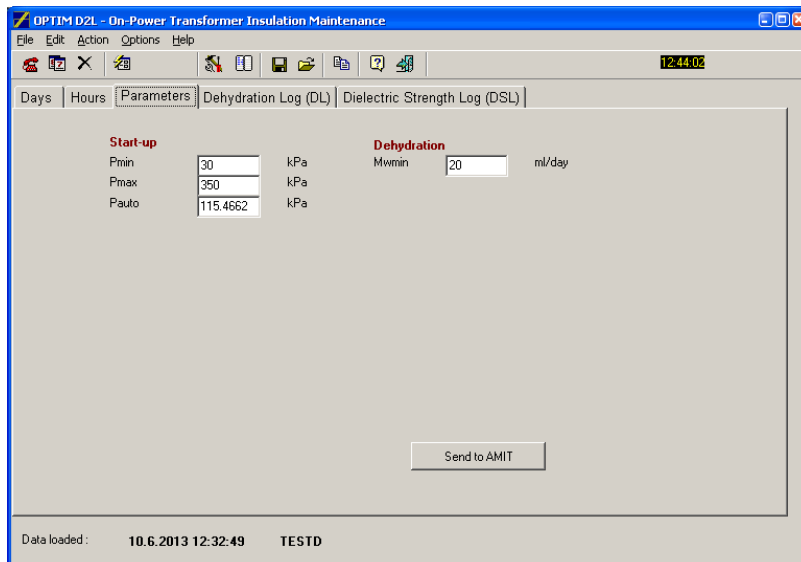 OPTIM D2L - On-Power Transformer Insulation Maintenance
File Edit Action Options Help
12:44:02
Days Hours Parameters Dehydration Log (DL) Dielectric Strength Log (DSL)
Start-up Dehydration
Pmin 30 kPa Mwmin 20 ml/day
Pmax 350 kPa
Pauto 115.4662 kPa
Send to AMIT
Data loaded : 10.6.2013 12:32:49 TESTD